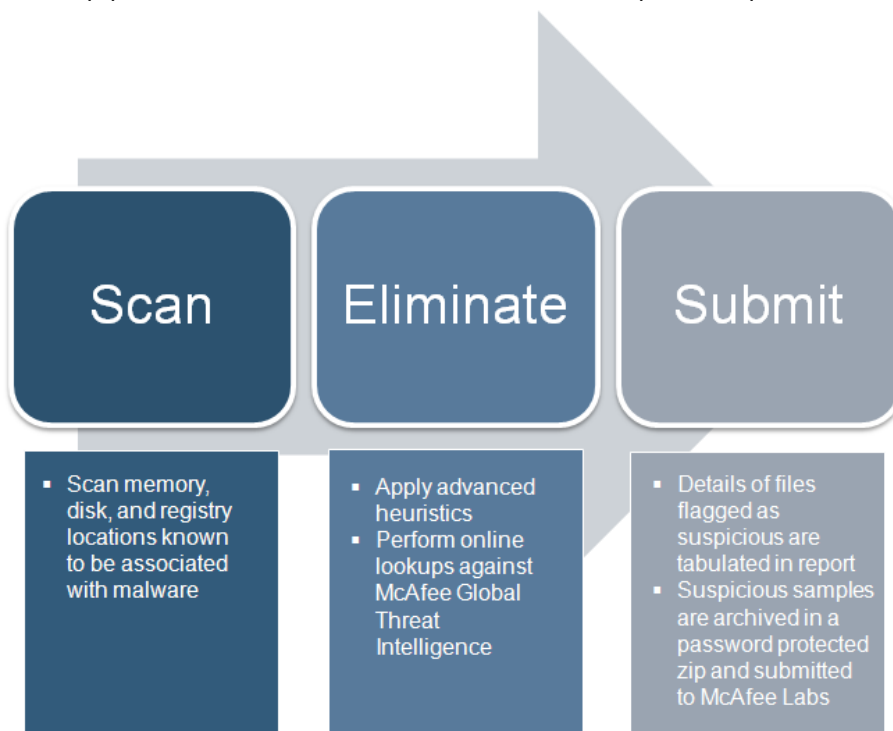 Scan
Eliminate
Submit
▪ Scan memory,
disk, and registry
locations known
to be associated
with malware
▪ Apply advanced
heuristics
▪ Perform online
lookups against
McAfee Global
Threat
Intelligence
▪ Details of files
flagged as
suspicious are
tabulated in report
▪ Suspicious samples
are archived in a
password protected
zip and submitted
to McAfee Labs